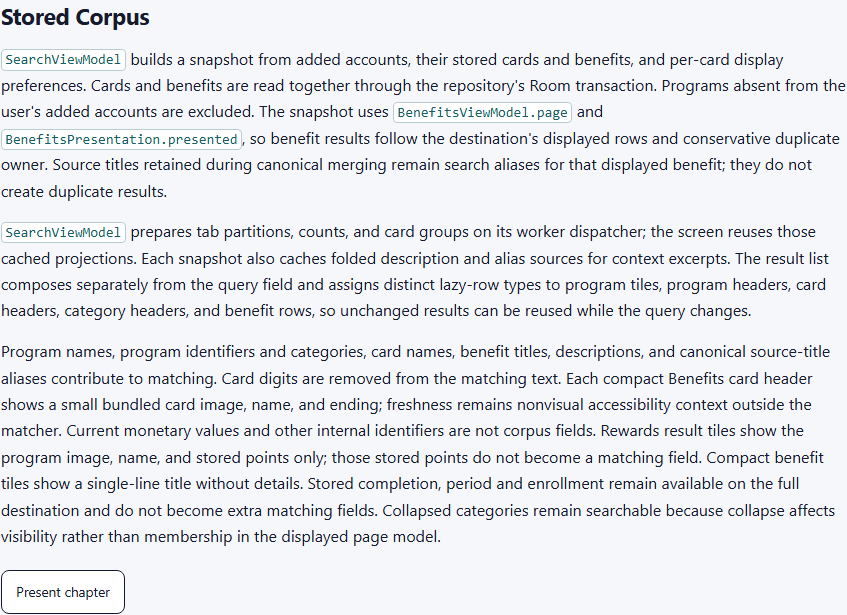 Stored Corpus
SearchViewModel builds a snapshot from added accounts, their stored cards and benefits, and per-card display
preferences. Cards and benefits are read together through the repository's Room transaction. Programs absent from the
user's added accounts are excluded. The snapshot uses BenefitsViewModel.page and
BenefitsPresentation.presented, so benefit results follow the destination's displayed rows and conservative duplicate
owner. Source titles retained during canonical merging remain search aliases for that displayed benefit; they do not
create duplicate results.
SearchViewModel prepares tab partitions, counts, and card groups on its worker dispatcher; the screen reuses those
cached projections. Each snapshot also caches folded description and alias sources for context excerpts. The result list
composes separately from the query field and assigns distinct lazy-row types to program tiles, program headers, card
headers, category headers, and benefit rows, so unchanged results can be reused while the query changes.
Program names, program identifiers and categories, card names, benefit titles, descriptions, and canonical source-title
aliases contribute to matching. Card digits are removed from the matching text. Each compact Benefits card header
shows a small bundled card image, name, and ending; freshness remains nonvisual accessibility context outside the
matcher. Current monetary values and other internal identifiers are not corpus fields. Rewards result tiles show the
program image, name, and stored points only; those stored points do not become a matching field. Compact benefit
tiles show a single-line title without details. Stored completion, period and enrollment remain available on the full
destination and do not become extra matching fields. Collapsed categories remain searchable because collapse affects
visibility rather than membership in the displayed page model.
Present chapter